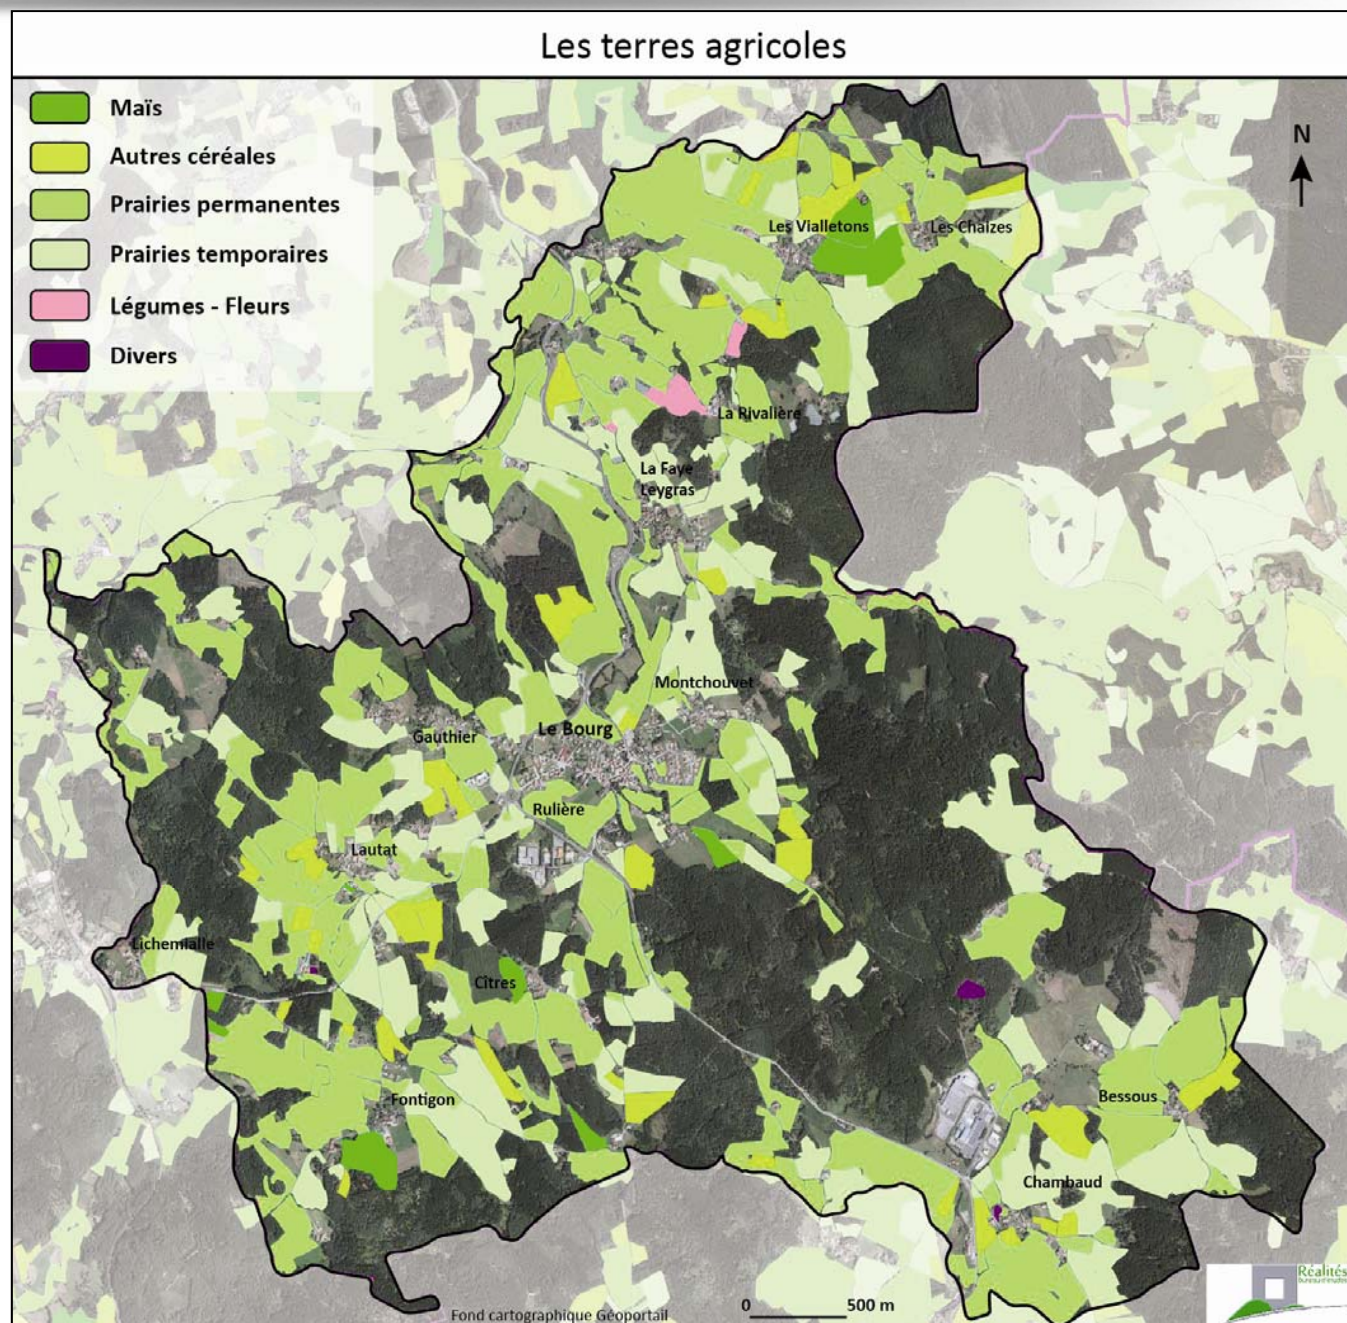 Les terres agricoles
Maïs
Autres céréales
Prairies permanentes
Prairies temporaires
Légumes - Fleurs
Divers
N
Les Vialletons
Les Chaizes
La Rivalière
La Faye
Leygras
Montchouvet
Le Bourg
Gauthier
Rulière
Lautat
Lichemialle
Citres
Fontigon
Bessous
Chambaud
Fond cartographique Géoportail
0 500 m
Réalités
Bureau d'études